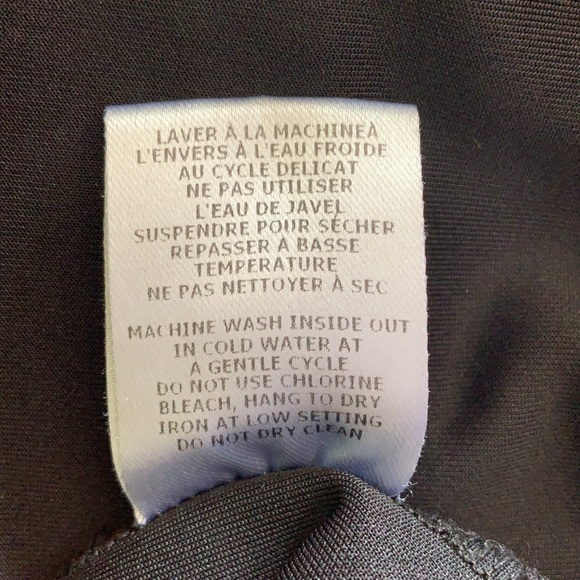 LAVER À LA MACHINEÀ
L'ENVERS À L'EAU FROIDE
AU CYCLE DELICAT
NE PAS UTILISER
L'EAU DE JAVEL
SUSPENDRE POUR SÉCHER
REPASSER À BASSE
TEMPERATURE
NE PAS NETTOYER À SEC
MACHINE WASH INSIDE OUT
IN COLD WATER AT
A GENTLE CYCLE
DO NOT USE CHLORINE
BLEACH, HANG TO DRY
IRON AT LOW SETTING
DO NOT DRY CLEAN